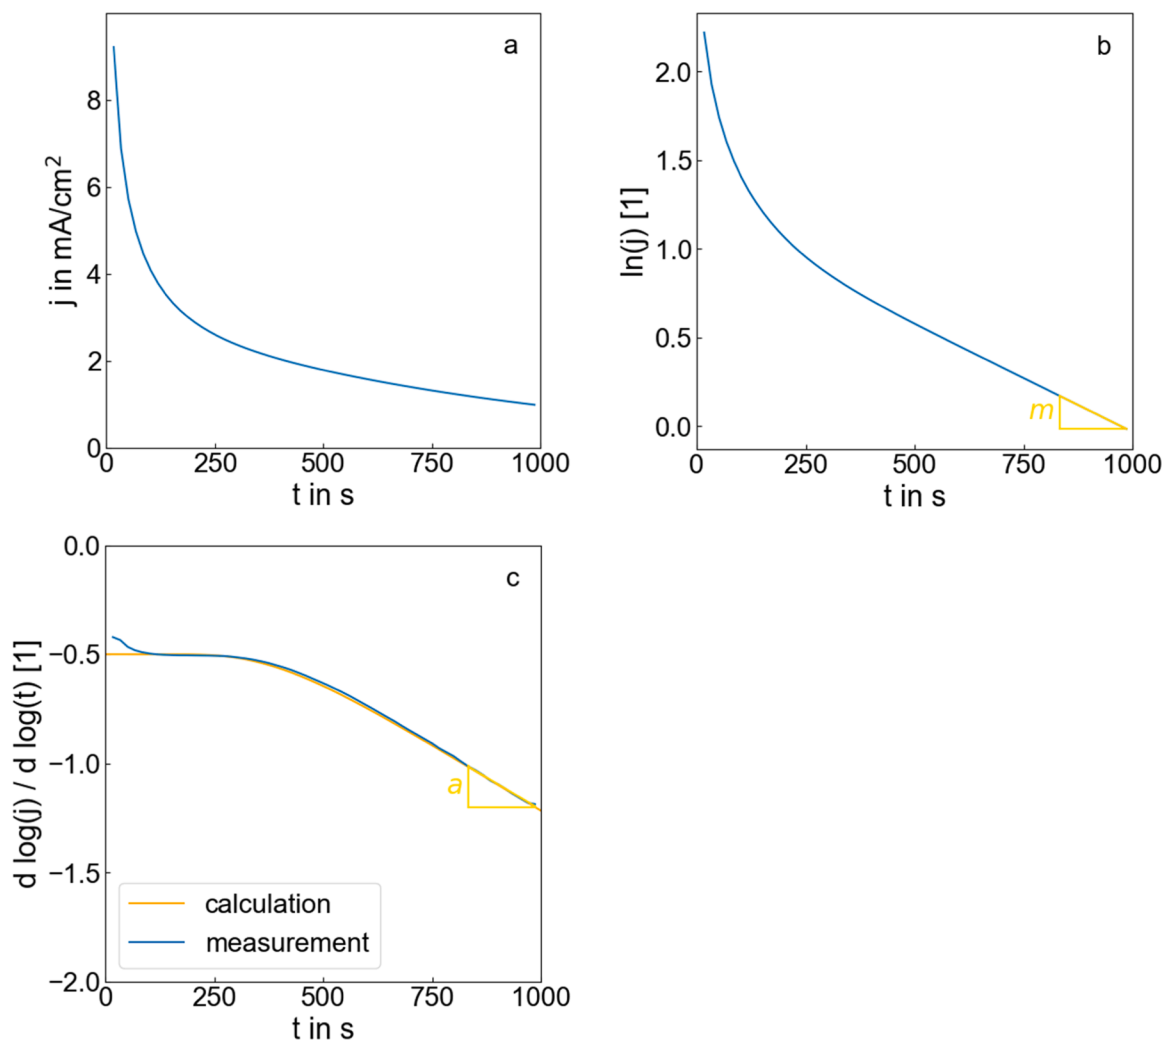 a
8
6
4
2
0
j in mA/cm²
0 250 500 750 1000
t in s
b
2.0
1.5
1.0
0.5
0.0
ln(j) [1]
m
0 250 500 750 1000
t in s
c
0.0
−0.5
−1.0
−1.5
−2.0
d log(j) / d log(t) [1]
a
calculation
measurement
0 250 500 750 1000
t in s